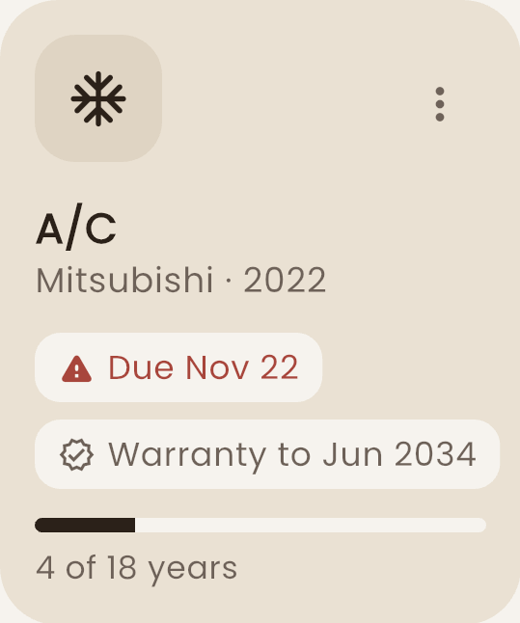 A/C
Mitsubishi · 2022
Due Nov 22
Warranty to Jun 2034
4 of 18 years